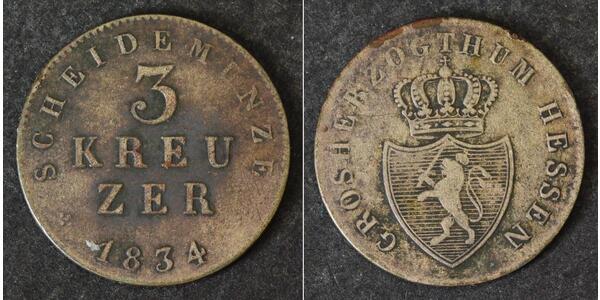 SCHEIDEMÜNZE
3
KREU
ZER
1834
GROSHERZOGTHUM HESSEN